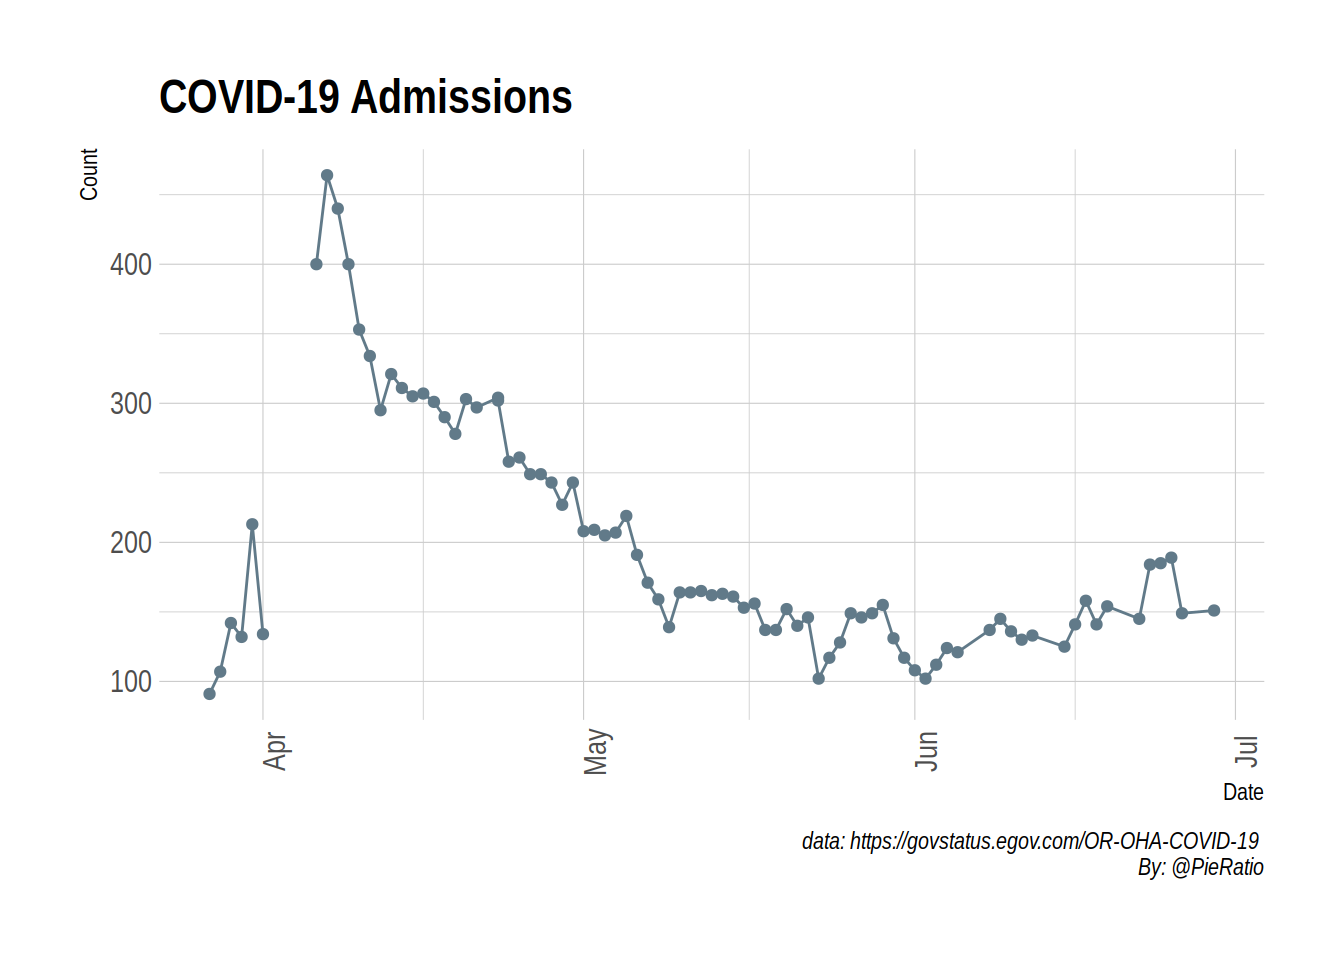 COVID-19 Admissions
Count
400
300
200
100
Apr
May
Jun
Jul
Date
data: https://govstatus.egov.com/OR-OHA-COVID-19
By: @PieRatio